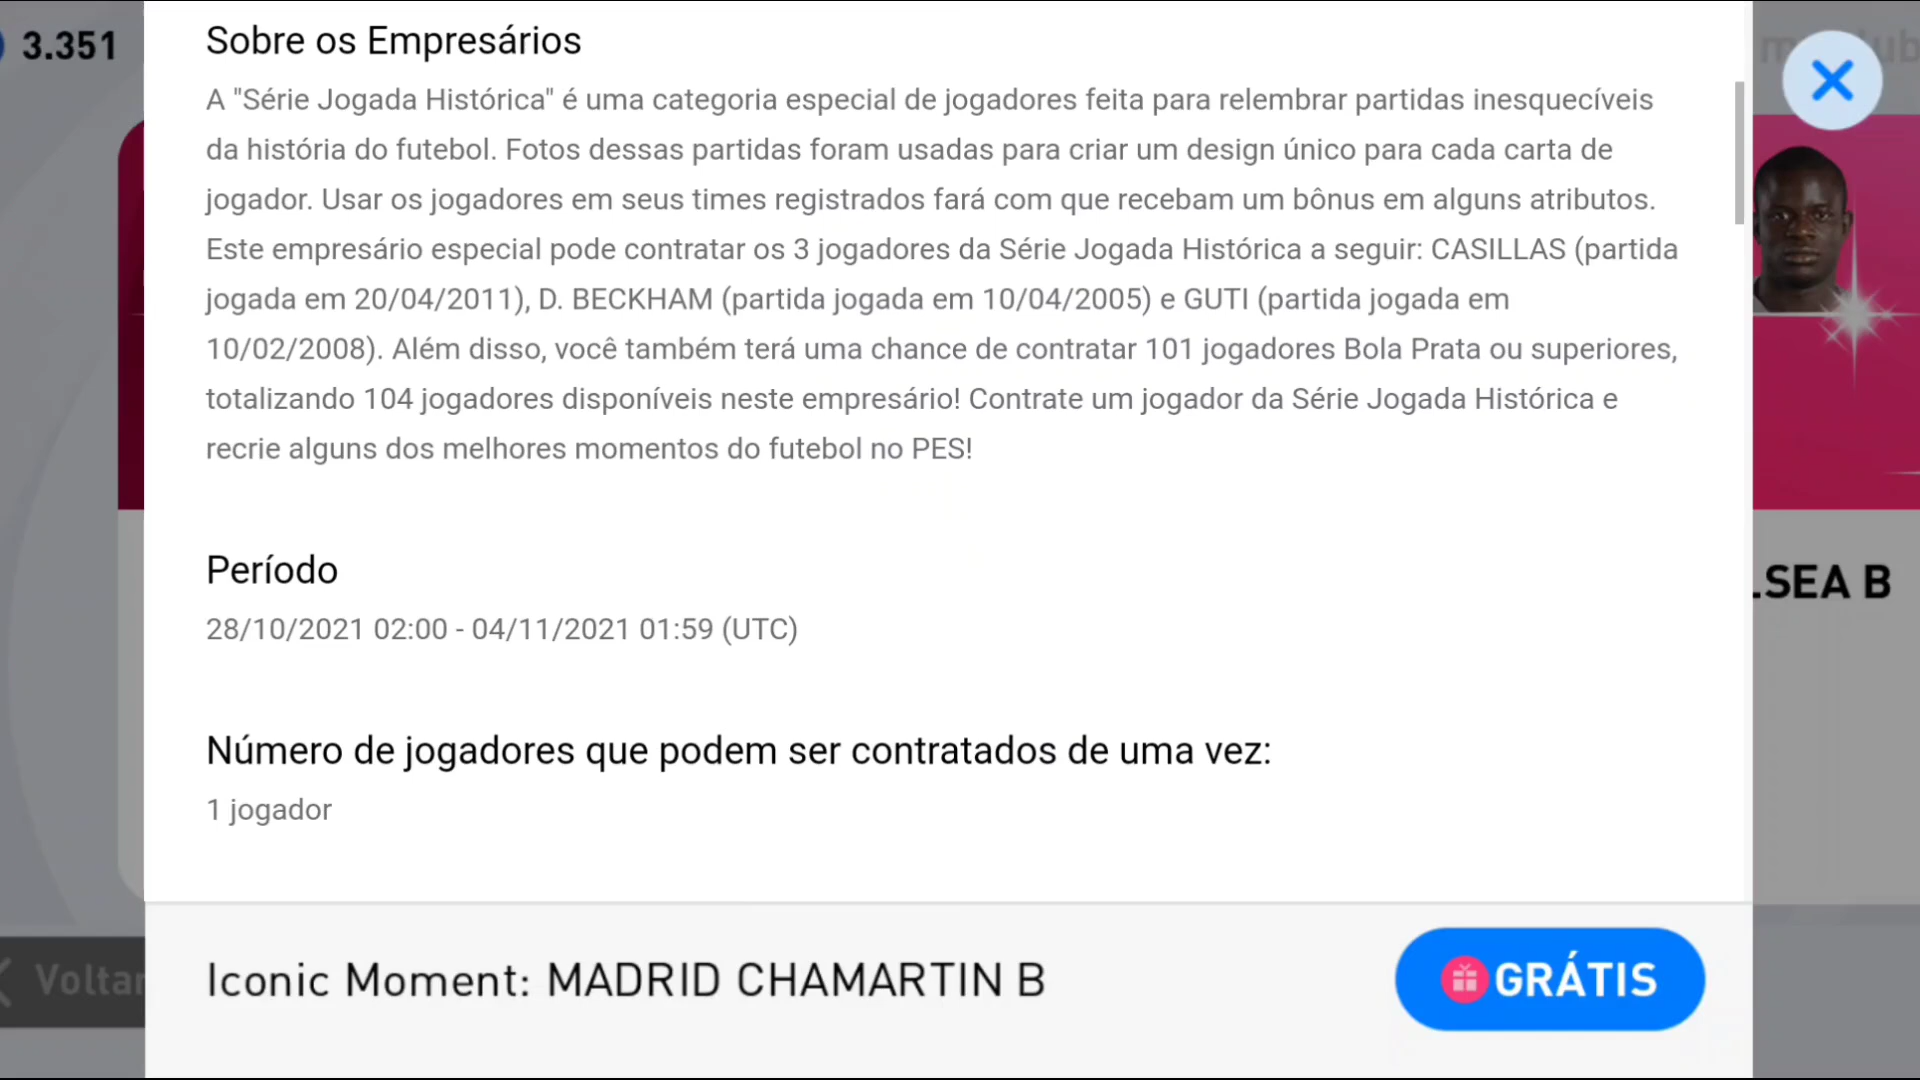 3.351
Sobre os Empresários
A "Série Jogada Histórica" é uma categoria especial de jogadores feita para relembrar partidas inesquecíveis
da história do futebol. Fotos dessas partidas foram usadas para criar um design único para cada carta de
jogador. Usar os jogadores em seus times registrados fará com que recebam um bônus em alguns atributos.
Este empresário especial pode contratar os 3 jogadores da Série Jogada Histórica a seguir: CASILLAS (partida
jogada em 20/04/2011), D. BECKHAM (partida jogada em 10/04/2005) e GUTI (partida jogada em
10/02/2008). Além disso, você também terá uma chance de contratar 101 jogadores Bola Prata ou superiores,
totalizando 104 jogadores disponíveis neste empresário! Contrate um jogador da Série Jogada Histórica e
recrie alguns dos melhores momentos do futebol no PES!
Período
28/10/2021 02:00 - 04/11/2021 01:59 (UTC)
LSEA B
Número de jogadores que podem ser contratados de uma vez:
1 jogador
Voltar
Iconic Moment: MADRID CHAMARTIN B
GRÁTIS